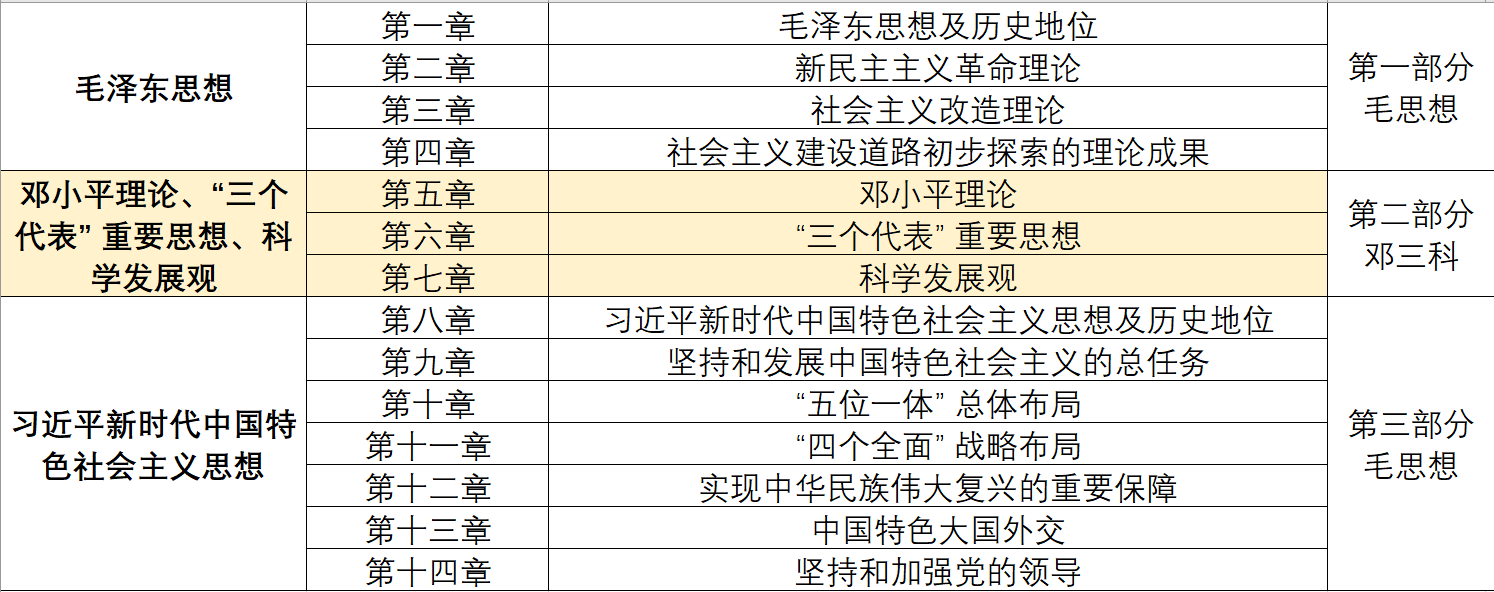 毛泽东思想
第一章
毛泽东思想及历史地位
第一部分
毛思想
第二章
新民主主义革命理论
第三章
社会主义改造理论
第四章
社会主义建设道路初步探索的理论成果
邓小平理论、“三个
代表” 重要思想、科
学发展观
第五章
邓小平理论
第二部分
邓三科
第六章
“三个代表” 重要思想
第七章
科学发展观
习近平新时代中国特
色社会主义思想
第八章
习近平新时代中国特色社会主义思想及历史地位
第三部分
毛思想
第九章
坚持和发展中国特色社会主义的总任务
第十章
“五位一体” 总体布局
第十一章
“四个全面” 战略布局
第十二章
实现中华民族伟大复兴的重要保障
第十三章
中国特色大国外交
第十四章
坚持和加强党的领导